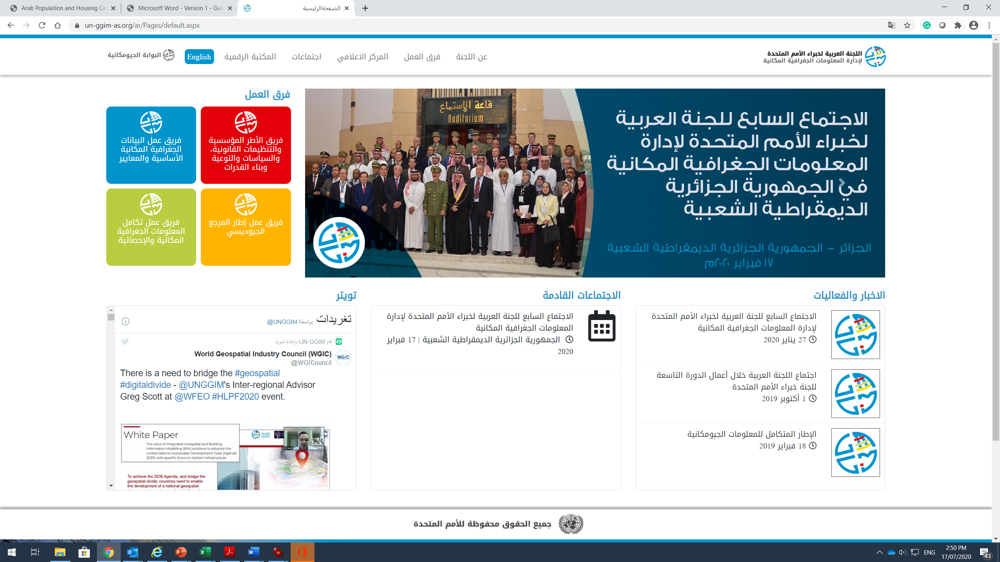 Arab Population and Housing Ce
Microsoft Word - Version 1 - Gui
الصفحةالرئيسية
un-ggim-as.org/ar/Pages/default.aspx
اللجنة العربية لخبراء الأمم المتحدة
لإدارة المعلومات الجغرافية المكانية
عن اللجنة
فرق العمل
المركز الاعلامي
اجتماعات
المكتبة الرقمية
English
البوابة الجيومكانية
قاعة الإستماع
Auditorium
الاجتماع السابع للجنة العربية
لخبراء الأمم المتحدة لإدارة
المعلومات الجغرافية المكانية
في الجمهورية الجزائرية
الديمقراطية الشعبية
الجزائر – الجمهورية الجزائرية الديمقراطية الشعبية
١٧ فبراير ٢٠٢٠م
فرق العمل
فريق الأطر المؤسسية
والتنظيمات القانونية،
والسياسات والتوعية
وبناء القدرات
فريق عمل البيانات
الجغرافية المكانية
الأساسية والمعايير
فريق عمل إطار المرجع
الجيوديسي
فريق عمل تكامل
المعلومات الجغرافية
المكانية والإحصائية
الاخبار والفعاليات
الاجتماع السابع للجنة العربية لخبراء الأمم المتحدة
لإدارة المعلومات الجغرافية المكانية
27 يناير 2020
اجتماع اللجنة العربية خلال أعمال الدورة التاسعة
للجنة خبراء الأمم المتحدة
1 أكتوبر 2019
الإطار المتكامل للمعلومات الجيومكانية
18 فبراير 2019
الاجتماعات القادمة
الاجتماع السابع للجنة العربية لخبراء الأمم المتحدة لإدارة
المعلومات الجغرافية المكانية
الجمهورية الجزائرية الديمقراطية الشعبية | 17 فبراير
2020
تويتر
تغريدات بواسطة @UNGGIM
قام UN-GGIM بإعادة تغريد
World Geospatial Industry Council (WGIC)
@WGICouncil
WGIC
There is a need to bridge the #geospatial
#digitaldivide - @UNGGIM's Inter-regional Advisor
Greg Scott at @WFEO #HLPF2020 event.
White Paper
The value of Integrated Geospatial and Building
Information Modelling (BIM) solutions to advance the
United Nations Sustainable Development Goals (Agenda
2030) with specific focus on resilient infrastructure
UN-GGIM
G. Scott
To achieve the 2030 Agenda, and bridge the
geospatial divide, countries need to enable
the development of a national geospatial
جميع الحقوق محفوظة للأمم المتحدة
ENG
2:50 PM
17/07/2020
43